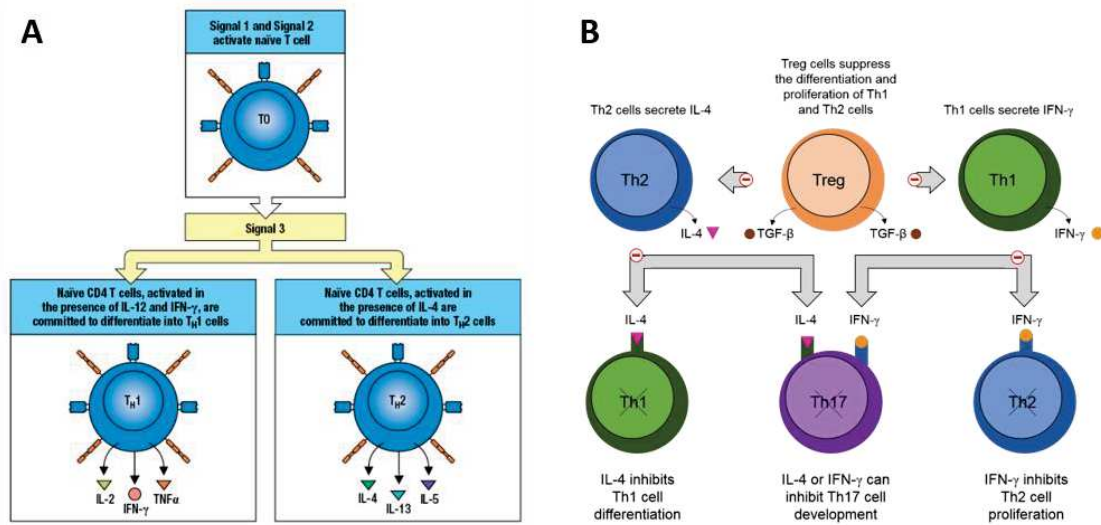 A
Signal 1 and Signal 2
activate naïve T cell
T0
Signal 3
Naïve CD4 T cells, activated in
the presence of IL-12 and IFN-γ, are
committed to differentiate into TH1 cells
TH1
IL-2
IFN-γ
TNFα
Naïve CD4 T cells, activated in
the presence of IL-4 are
committed to differentiate into TH2 cells
TH2
IL-4
IL-13
IL-5
B
Treg cells suppress
the differentiation and
proliferation of Th1
and Th2 cells
Th2 cells secrete IL-4
Th1 cells secrete IFN-γ
Th2
Treg
Th1
IL-4
TGF-β
TGF-β
IFN-γ
IL-4
IL-4
IFN-γ
IFN-γ
Th1
Th17
Th2
IL-4 inhibits
Th1 cell
differentiation
IL-4 or IFN-γ can
inhibit Th17 cell
development
IFN-γ inhibits
Th2 cell
proliferation